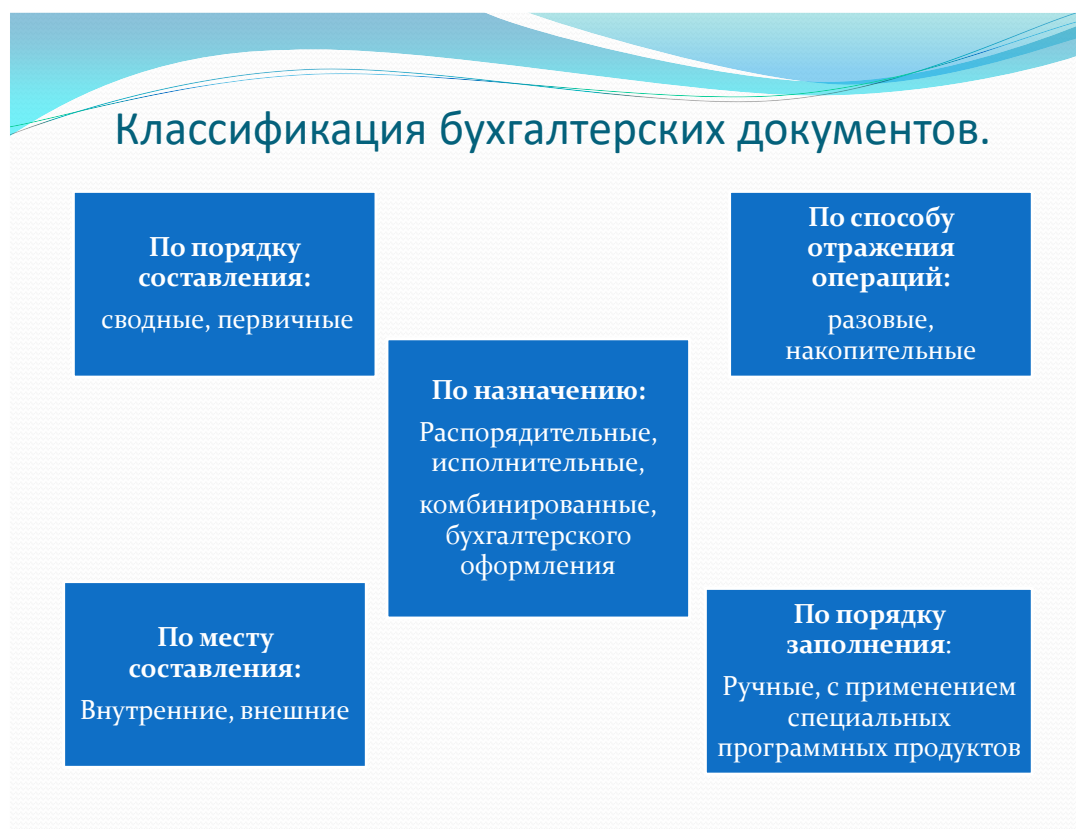 Классификация бухгалтерских документов.
По порядку
составления:
сводные, первичные
По способу
отражения
операций:
разовые,
накопительные
По назначению:
Распорядительные,
исполнительные,
комбинированные,
бухгалтерского
оформления
По месту
составления:
Внутренние, внешние
По порядку
заполнения:
Ручные, с применением
специальных
программных продуктов